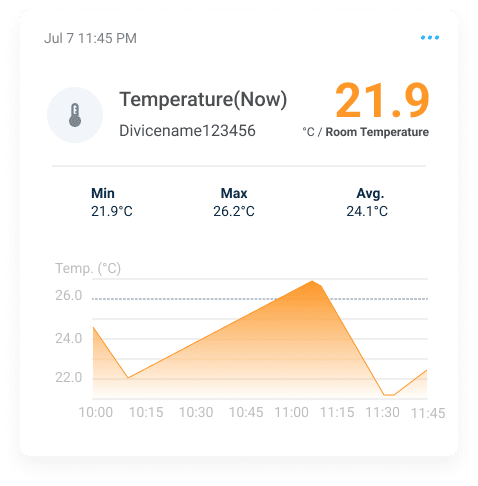 Jul 7 11:45 PM
Temperature(Now)
21.9
Divicename123456
°C / Room Temperature
Min Max Avg.
21.9°C 26.2°C 24.1°C
Temp. (°C)
26.0
24.0
22.0
10:00 10:15 10:30 10:45 11:00 11:15 11:30 11:45